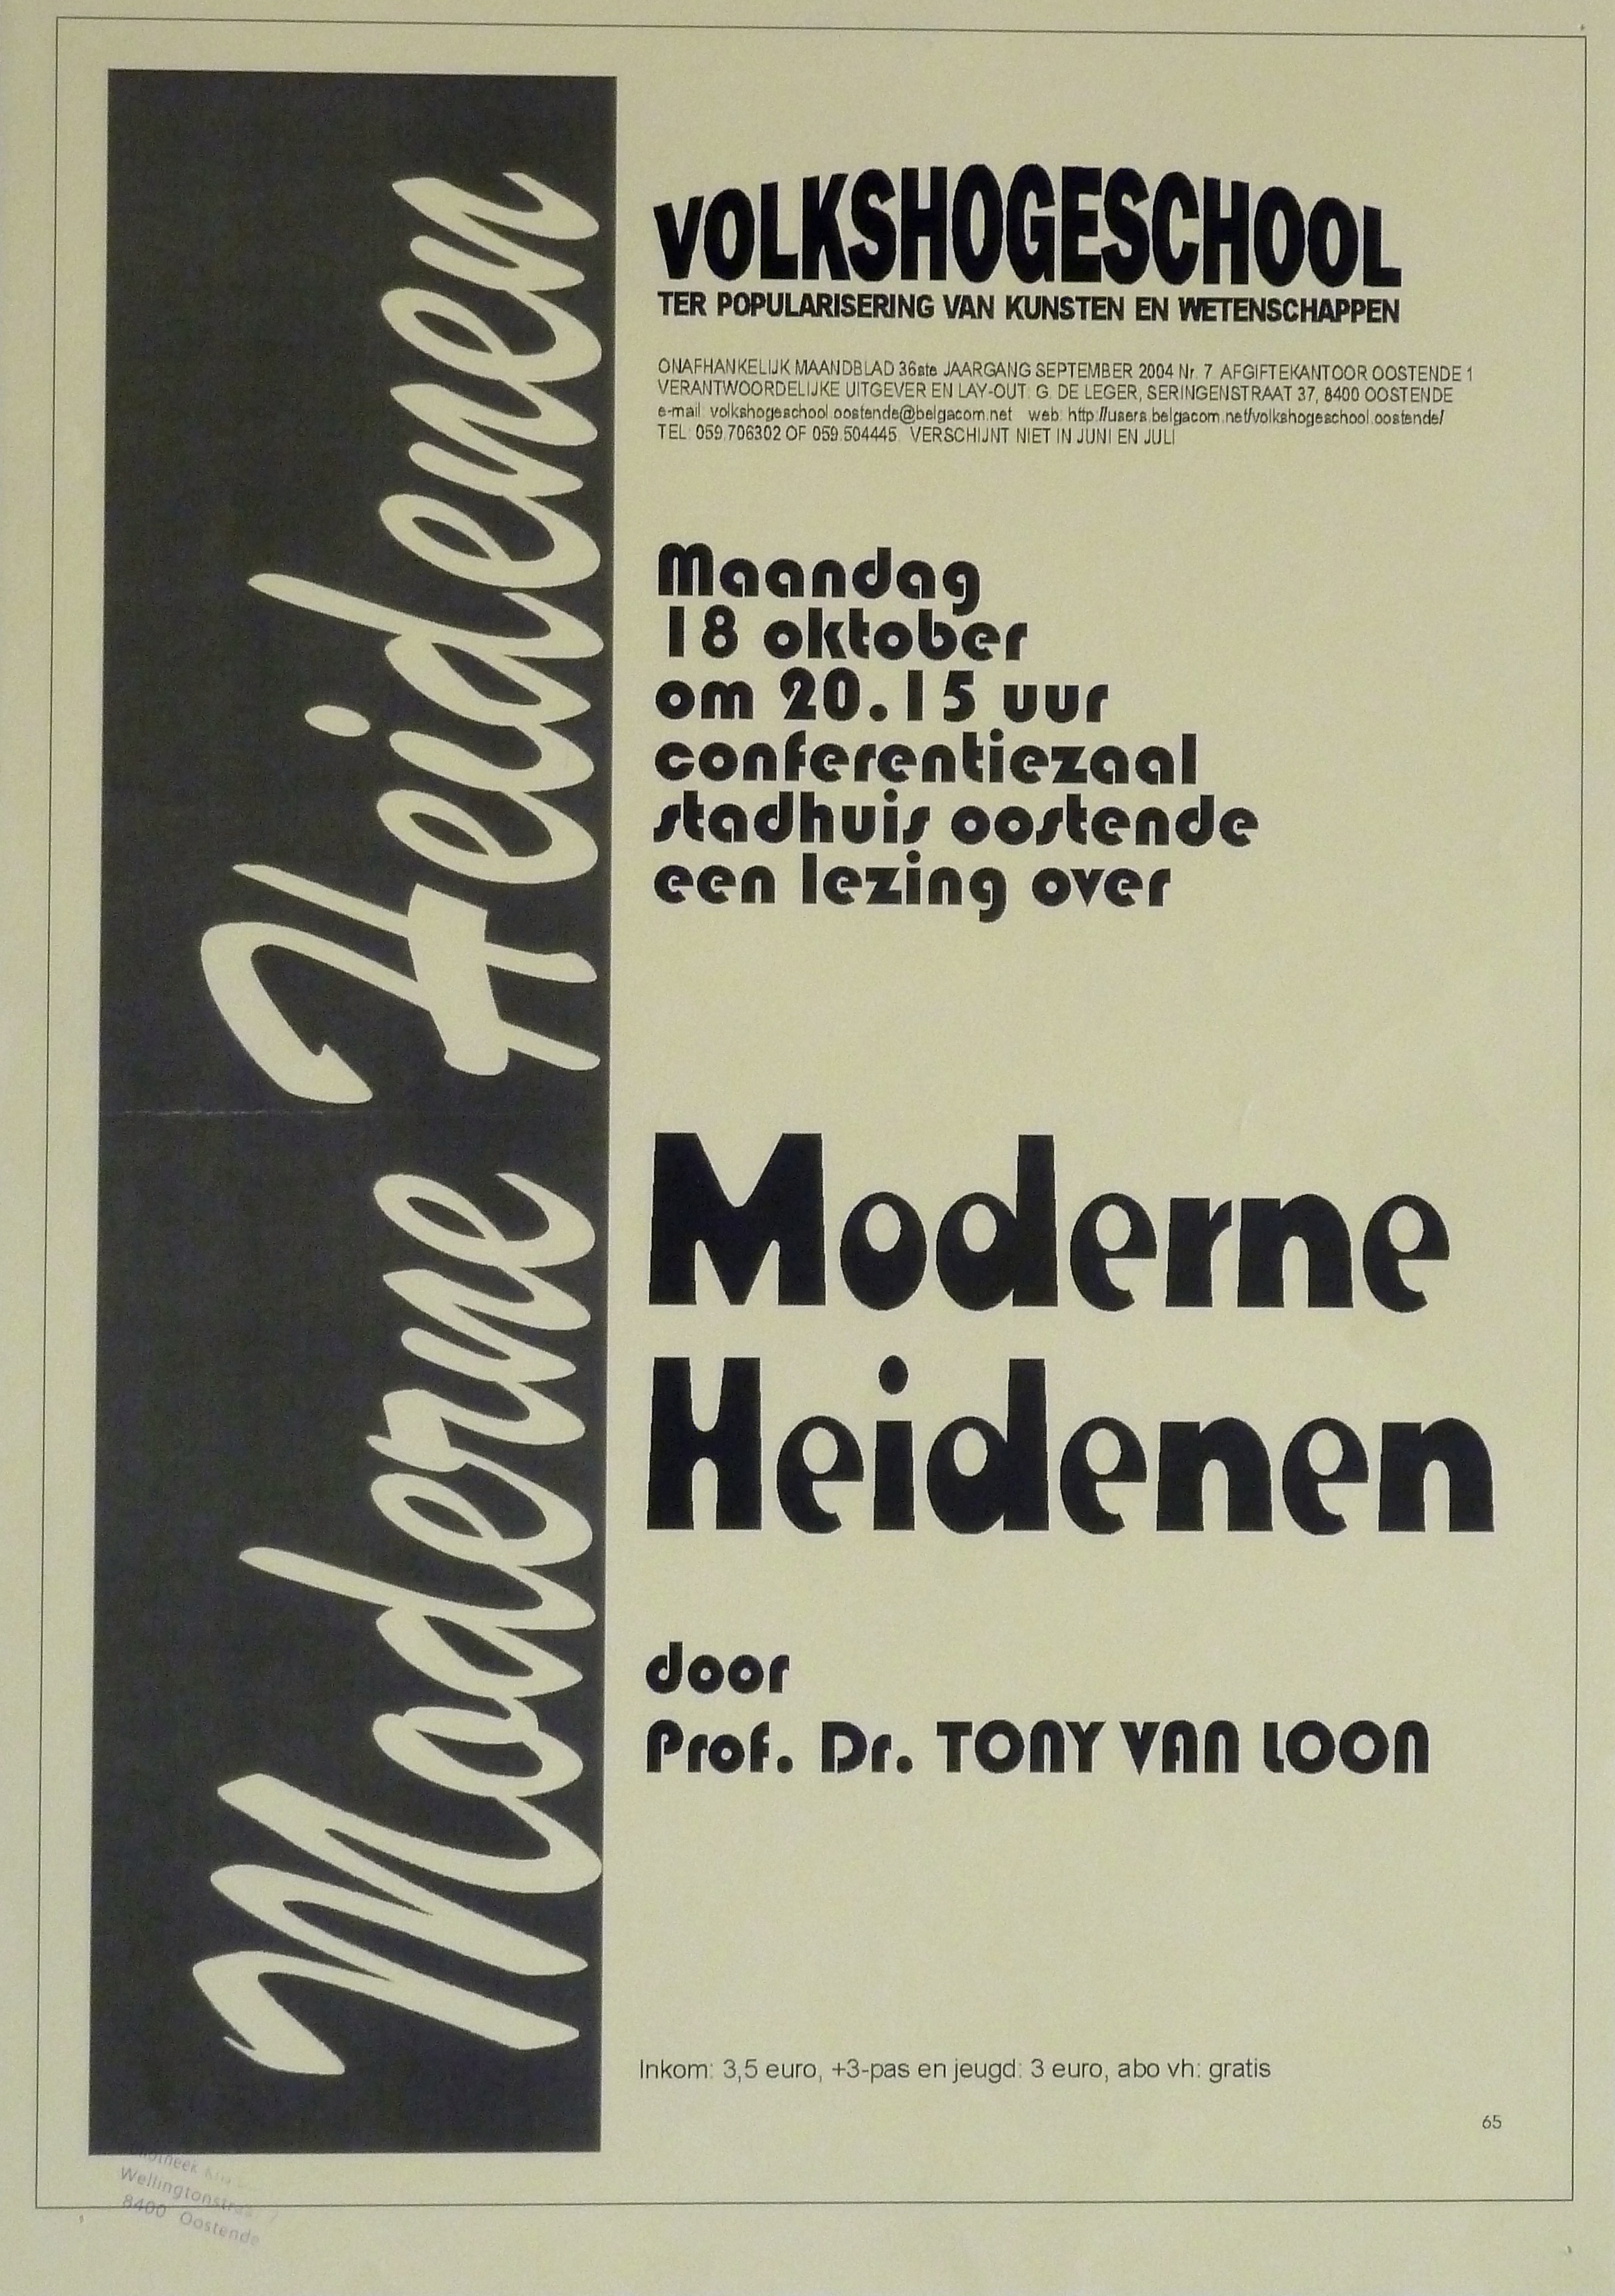 Moderne Heidenen
VOLKSHOGESCHOOL
TER POPULARISERING VAN KUNSTEN EN WETENSCHAPPEN
ONAFHANKELIJK MAANDBLAD 36ste JAARGANG SEPTEMBER 2004 Nr. 7 AFGIFTEKANTOOR OOSTENDE 1
VERANTWOORDELIJKE UITGEVER EN LAY-OUT: G. DE LEGER, SERINGENSTRAAT 37, 8400 OOSTENDE
e-mail: volkshogeschool.oostende@belgacom.net web: http://users.belgacom.net/volkshogeschool.oostende/
TEL: 059.706302 OF 059.504445. VERSCHIJNT NIET IN JUNI EN JULI
Maandag
18 oktober
om 20.15 uur
conferentiezaal
stadhuis oostende
een lezing over
Moderne
Heidenen
door
Prof. Dr. TONY VAN LOON
Inkom: 3,5 euro, +3-pas en jeugd: 3 euro, abo vh: gratis
65
8400 Oostende